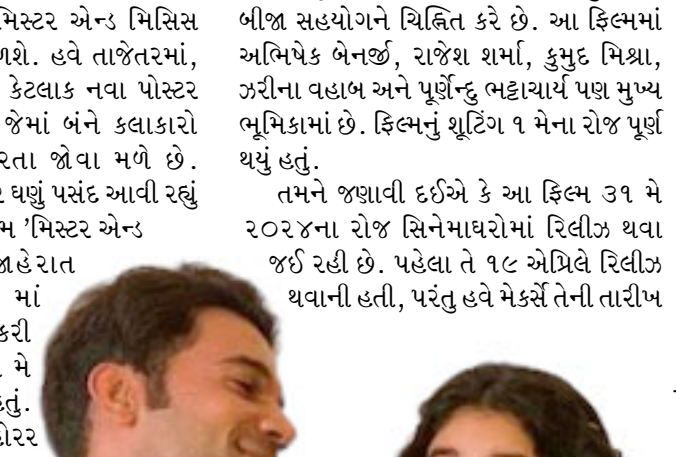 મિસ્ટર એન્ડ મિસિસ
ળશે. હવે તાજેતરમાં,
કેટલાક નવા પોસ્ટર
જેમાં બંને કલાકારો
રતા જોવા મળે છે.
ર ઘણું પસંદ આવી રહ્યું
મ 'મિસ્ટર એન્ડ
જાહેરાત
માં
કરી
મે
હતું.
હોરર
બીજા સહયોગને ચિહ્નિત કરે છે. આ ફિલ્મમાં
અભિષેક બેનર્જી, રાજેશ શર્મા, કુમુદ મિશ્રા,
ઝરીના વહાબ અને પૂર્ણેન્દુ ભટ્ટાચાર્ય પણ મુખ્ય
ભૂમિકામાં છે. ફિલ્મનું શૂટિંગ ૧ મેના રોજ પૂર્ણ
થયું હતું.
તમને જણાવી દઈએ કે આ ફિલ્મ ૩૧ મે
૨૦૨૪ના રોજ સિનેમાઘરોમાં રિલીઝ થવા
જઈ રહી છે. પહેલા તે ૧૯ એપ્રિલે રિલીઝ
થવાની હતી, પરંતુ હવે મેકર્સે તેની તારીખ